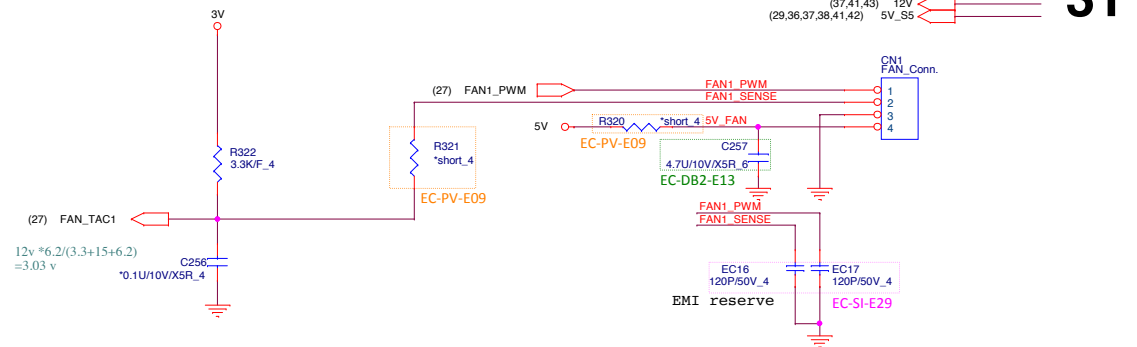 (37,41,43) 12V
(29,36,37,38,41,42) 5V_S5
3V
CN1
FAN_Conn.
(27) FAN1_PWM
FAN1_PWM
FAN1_SENSE
1
2
3
4
5V
R320
*short_4
5V_FAN
EC-PV-E09
R321
*short_4
EC-PV-E09
C257
4.7U/10V/X5R_6
EC-DB2-E13
R322
3.3K/F_4
(27) FAN_TAC1
FAN1_PWM
FAN1_SENSE
12v *6.2/(3.3+15+6.2)
=3.03 v
C256
*0.1U/10V/X5R_4
EC16
120P/50V_4
EC17
120P/50V_4
EMI reserve
EC-SI-E29